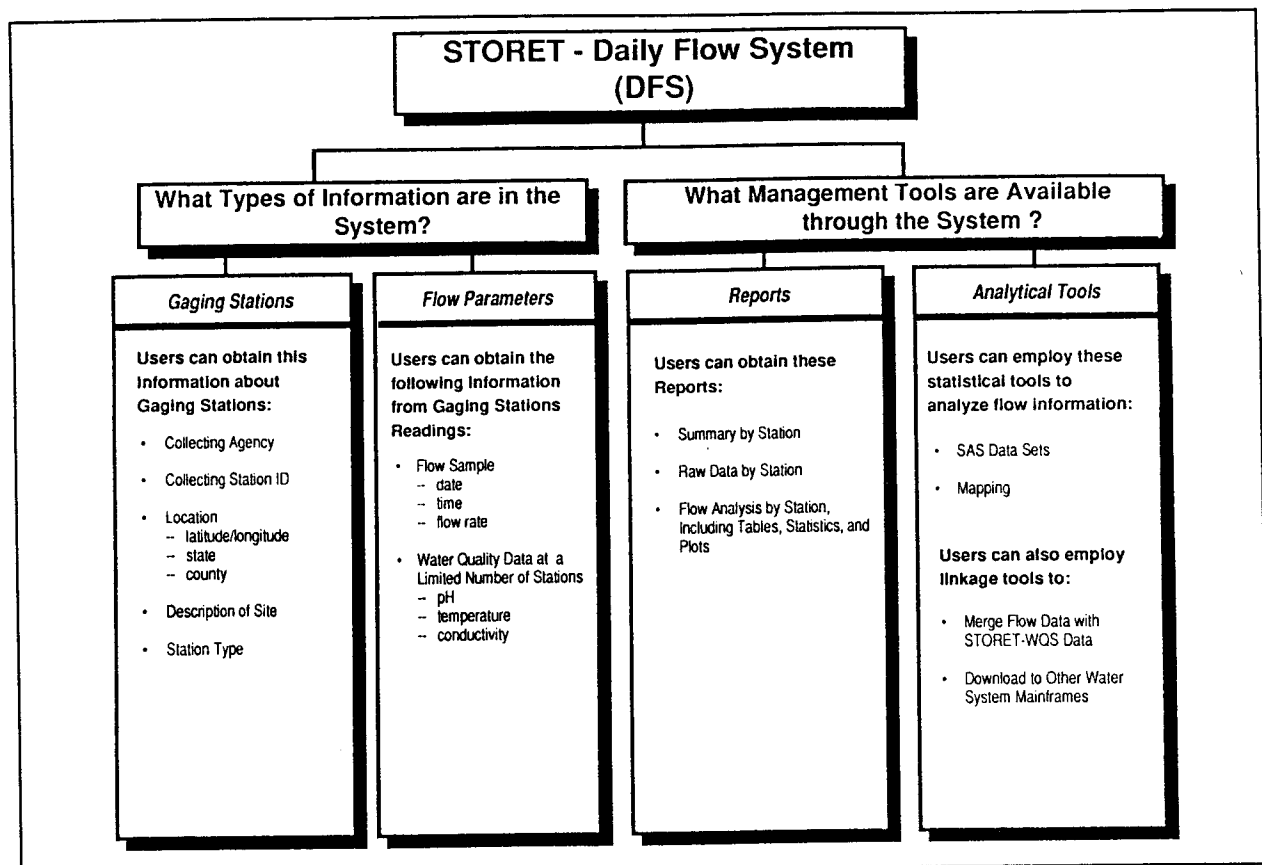 STORET - Daily Flow System
(DFS)
What Types of Information are in the
System?
What Management Tools are Available
through the System ?
Gaging Stations
Users can obtain this
Information about
Gaging Stations:
• Collecting Agency
• Collecting Station ID
• Location
-- latitude/longitude
-- state
-- county
• Description of Site
• Station Type
Flow Parameters
Users can obtain the
following Information
from Gaging Stations
Readings:
• Flow Sample
-- date
-- time
-- flow rate
• Water Quality Data at a
Limited Number of Stations
-- pH
-- temperature
-- conductivity
Reports
Users can obtain these
Reports:
• Summary by Station
• Raw Data by Station
• Flow Analysis by Station,
Including Tables, Statistics, and
Plots
Analytical Tools
Users can employ these
statistical tools to
analyze flow information:
• SAS Data Sets
• Mapping
Users can also employ
linkage tools to:
• Merge Flow Data with
STORET-WQS Data
• Download to Other Water
System Mainframes